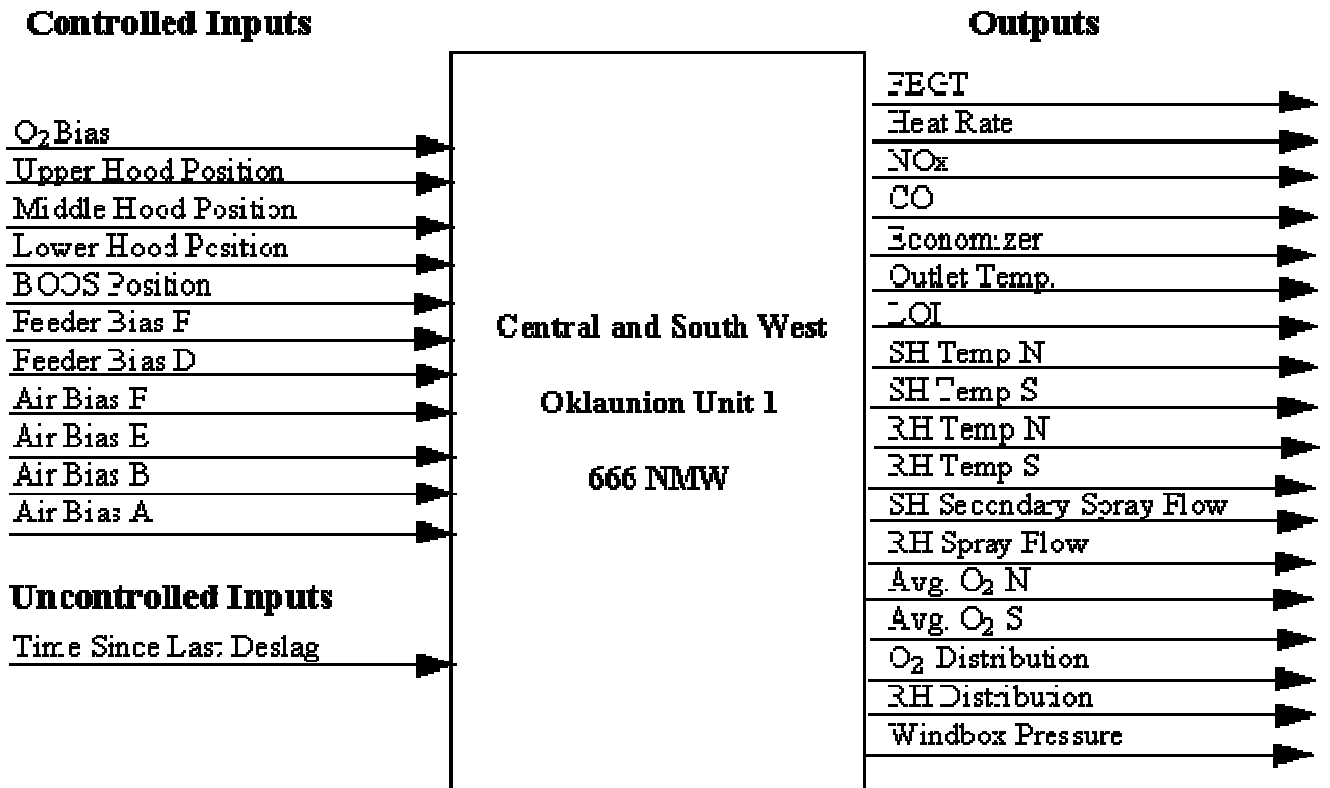 Controlled Inputs
O2 Bias
Upper Hood Position
Middle Hood Position
Lower Hood Position
BOOS Position
Feeder Bias F
Feeder Bias D
Air Bias F
Air Bias E
Air Bias B
Air Bias A
Uncontrolled Inputs
Time Since Last Deslag
Central and South West
Oklaunion Unit 1
666 NMW
Outputs
FEGT
Heat Rate
NOx
CO
Economizer
Outlet Temp.
LOI
SH Temp N
SH Temp S
RH Temp N
RH Temp S
SH Secondary Spray Flow
RH Spray Flow
Avg. O2 N
Avg. O2 S
O2 Distribution
RH Distribution
Windbox Pressure